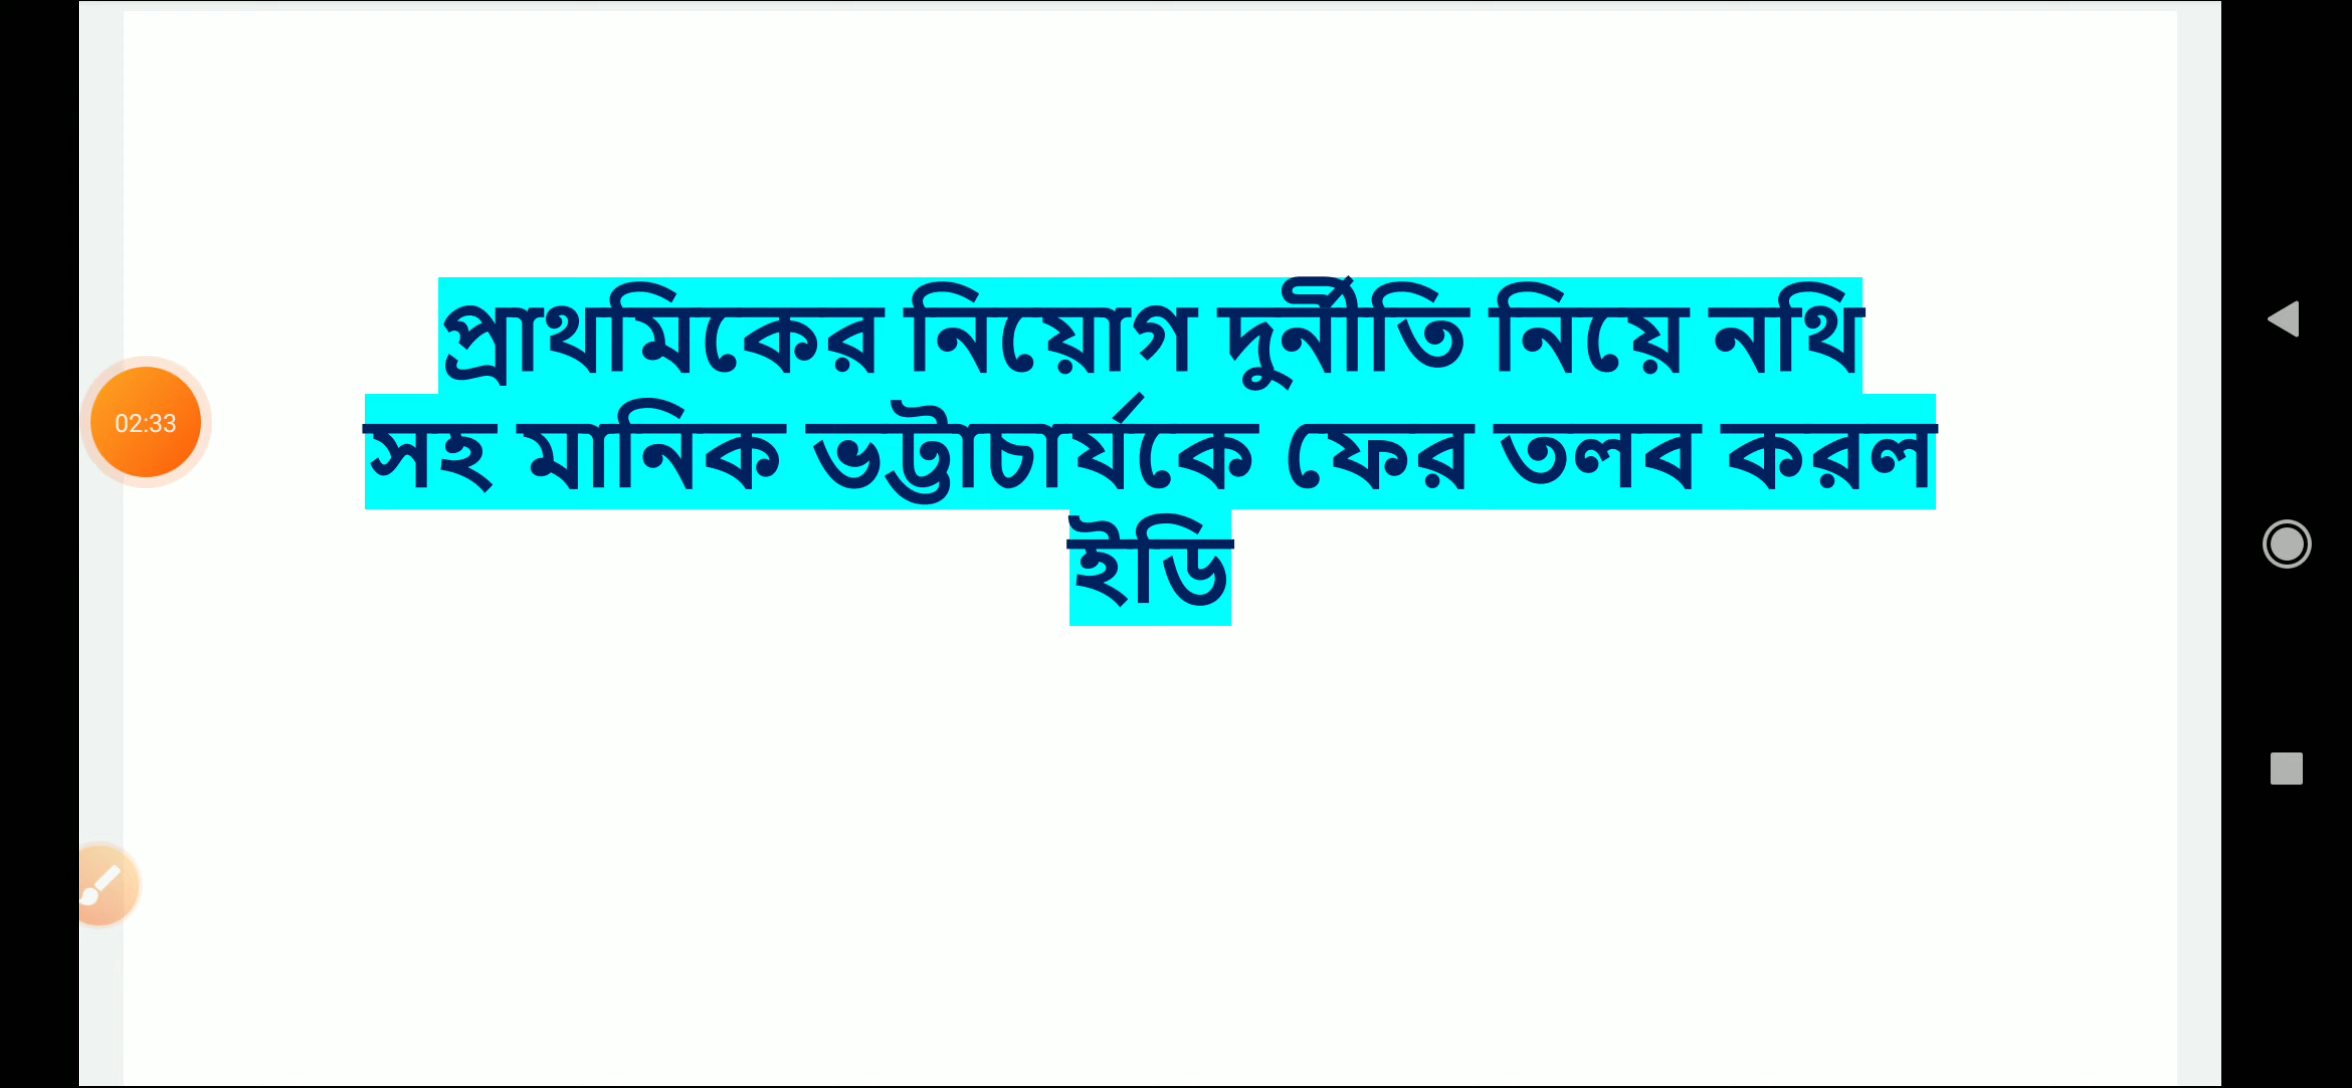 প্রাথমিকের নিয়োগ দুর্নীতি নিয়ে নথি
সহ মানিক ভট্টাচার্যকে ফের তলব করল
ইডি
02:33